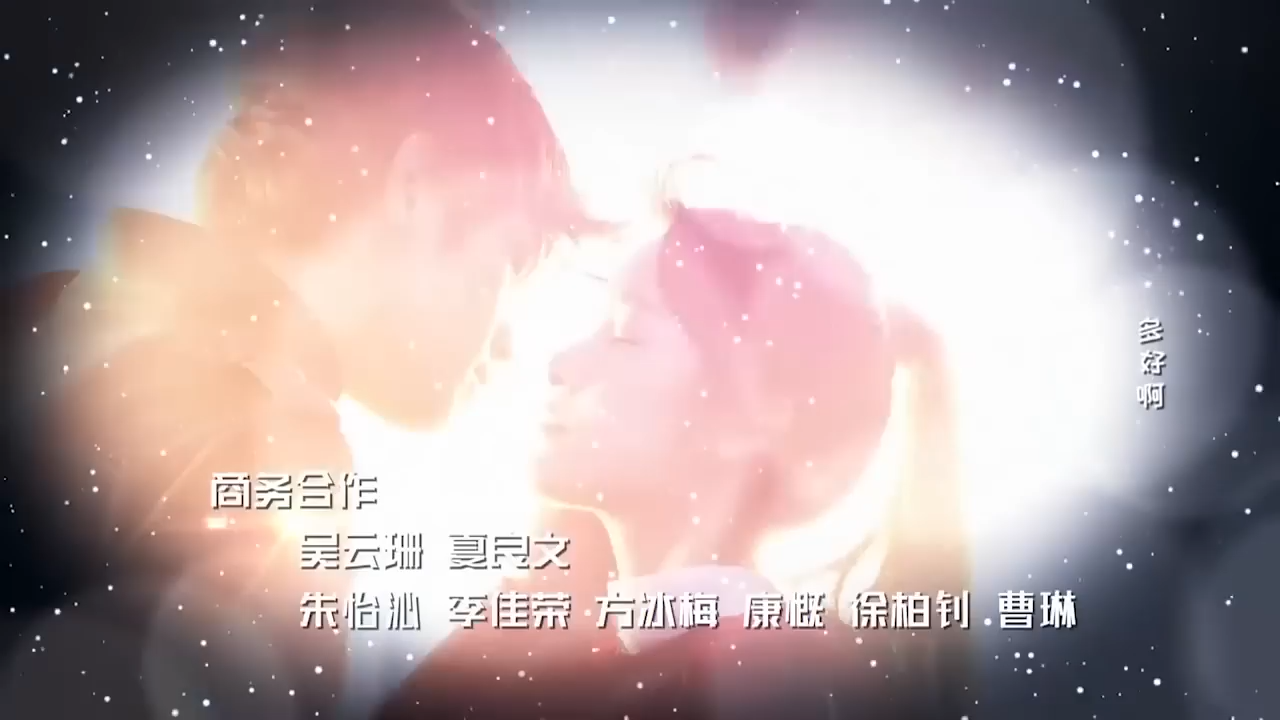 商务合作
吴云珊 夏良文
朱怡沁 李佳荣 方冰梅 康慨 徐柏钊 曹琳
多好啊